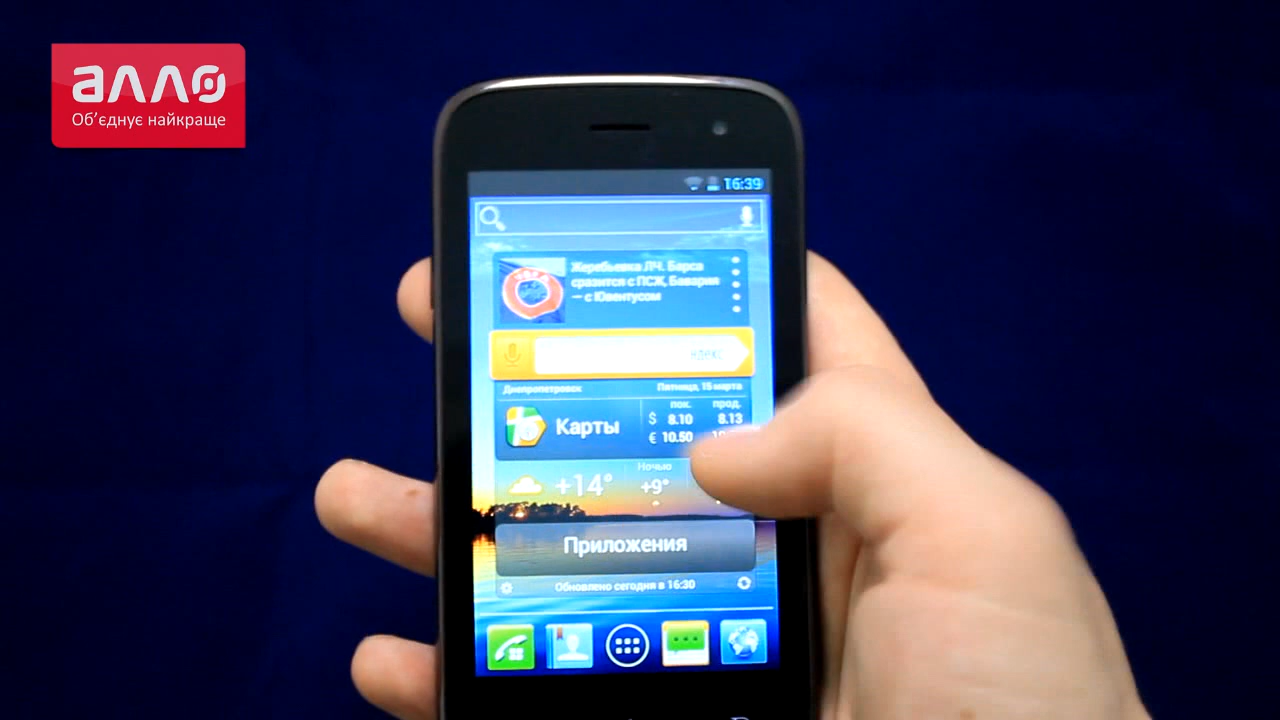 алло
Об'єднує найкраще
16:39
Жеребьевка ЛЧ. Барса
сразится с ПСЖ, Бавария
— с Ювентусом
ндекс
Днепропетровск Пятница, 15 марта
пок. прод.
Карты
$ 8.10 8.13
€ 10.50
Ночью
+14° +9°
Приложения
Обновлено сегодня в 16:30